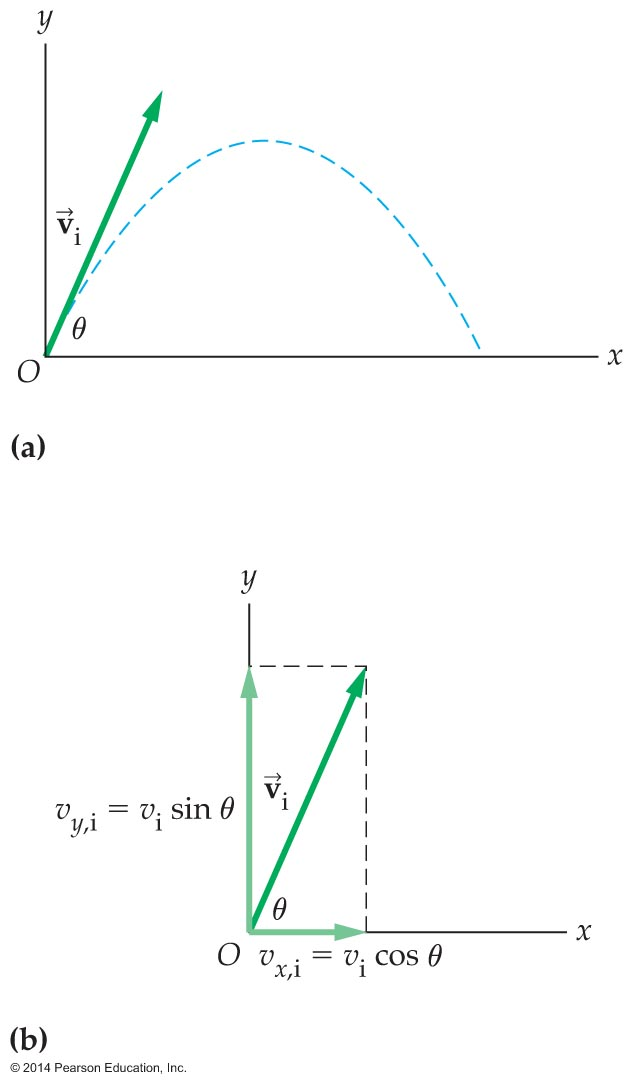 y
v⃗i
θ
O
x
(a)
y
vy,i = vi sin θ
v⃗i
θ
x
O
vx,i = vi cos θ
(b)
© 2014 Pearson Education, Inc.